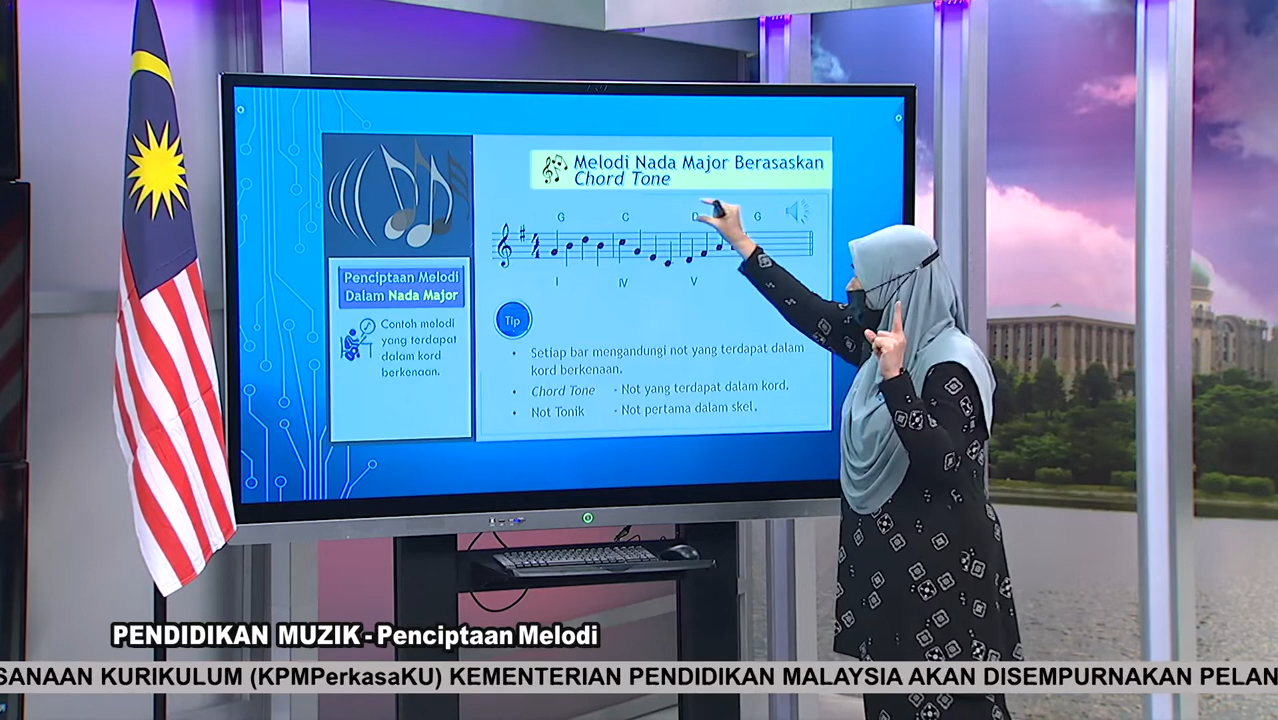 Melodi Nada Major Berasaskan
Chord Tone
G C D G
I IV V
Penciptaan Melodi
Dalam Nada Major
Contoh melodi
yang terdapat
dalam kord
berkenaan.
Tip
• Setiap bar mengandungi not yang terdapat dalam
kord berkenaan.
• Chord Tone - Not yang terdapat dalam kord.
• Not Tonik - Not pertama dalam skel.
PENDIDIKAN MUZIK - Penciptaan Melodi
SANAAN KURIKULUM (KPMPerkasaKU) KEMENTERIAN PENDIDIKAN MALAYSIA AKAN DISEMPURNAKAN PELAN